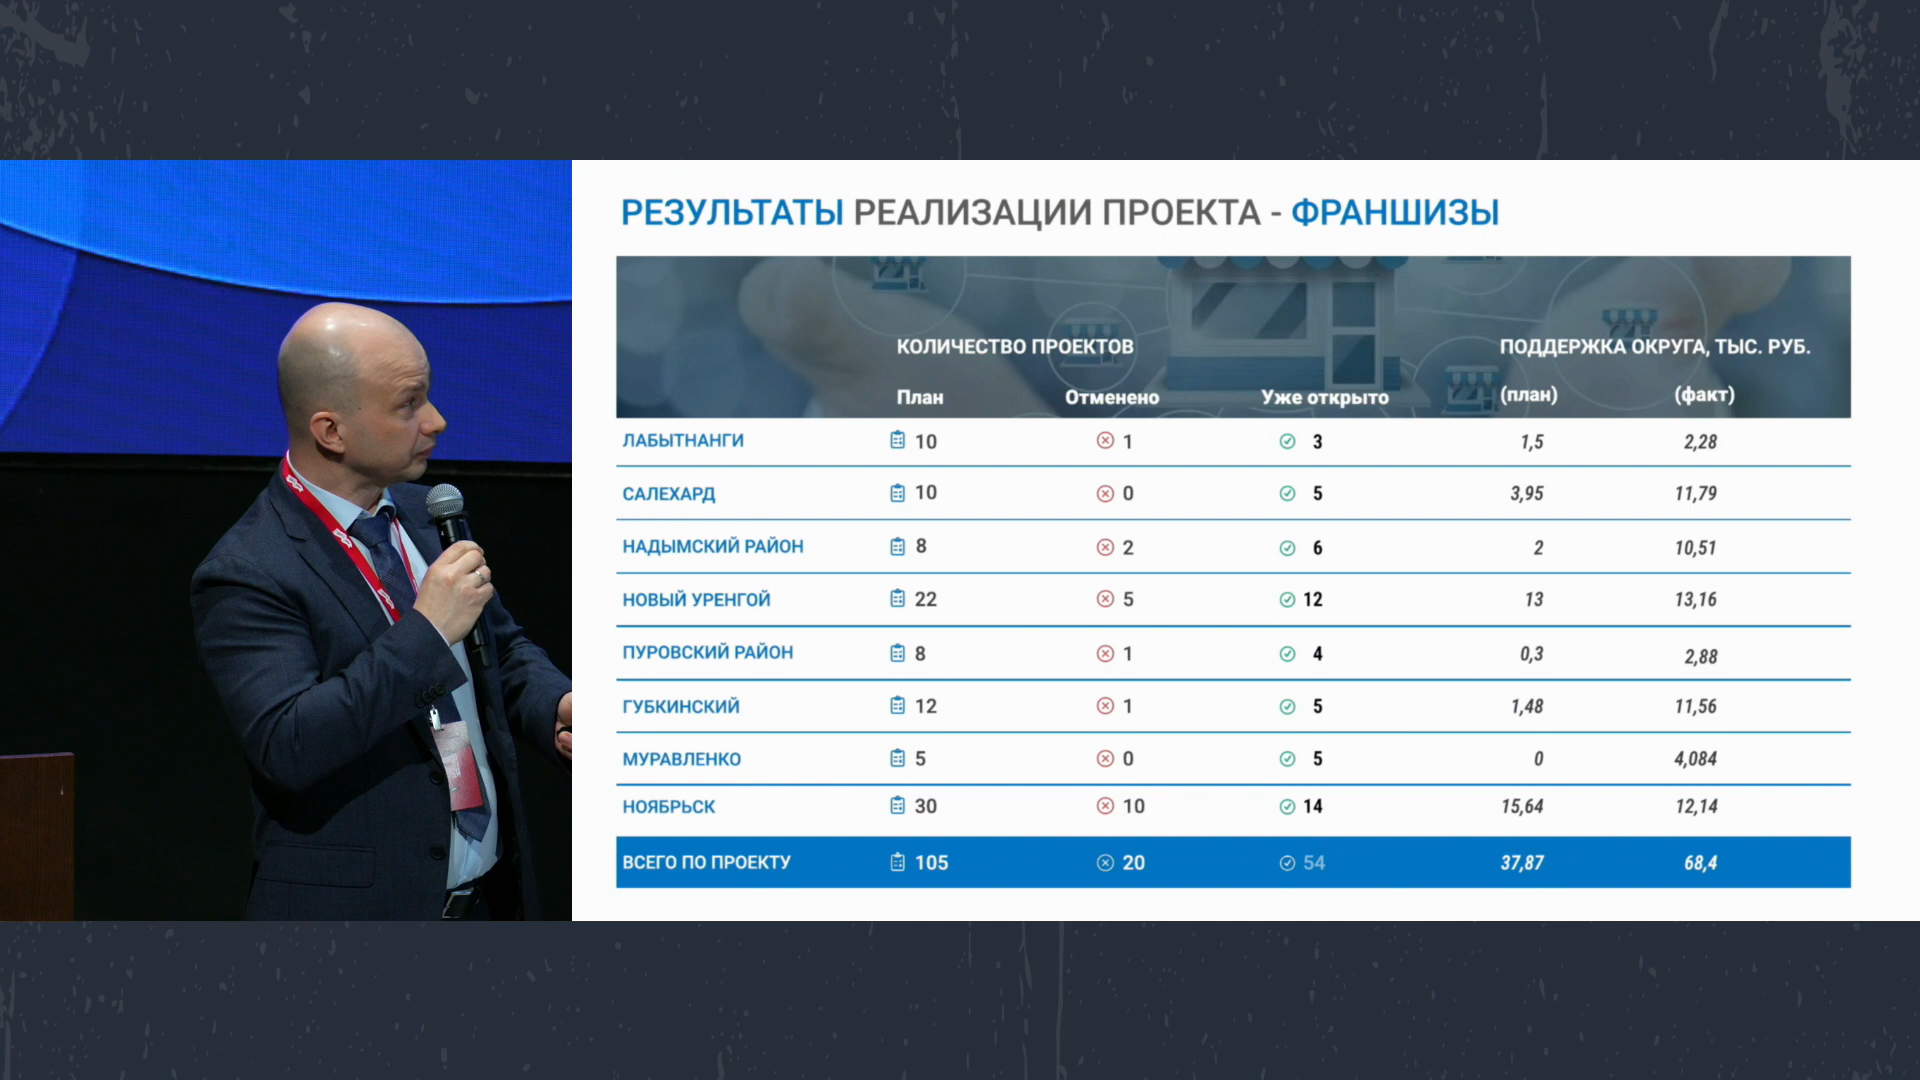 РЕЗУЛЬТАТЫ РЕАЛИЗАЦИИ ПРОЕКТА - ФРАНШИЗЫ
КОЛИЧЕСТВО ПРОЕКТОВ ПОДДЕРЖКА ОКРУГА, ТЫС. РУБ.
План Отменено Уже открыто (план) (факт)
ЛАБЫТНАНГИ 10 1 3 1,5 2,28
САЛЕХАРД 10 0 5 3,95 11,79
НАДЫМСКИЙ РАЙОН 8 2 6 2 10,51
НОВЫЙ УРЕНГОЙ 22 5 12 13 13,16
ПУРОВСКИЙ РАЙОН 8 1 4 0,3 2,88
ГУБКИНСКИЙ 12 1 5 1,48 11,56
МУРАВЛЕНКО 5 0 5 0 4,084
НОЯБРЬСК 30 10 14 15,64 12,14
ВСЕГО ПО ПРОЕКТУ 105 20 54 37,87 68,4